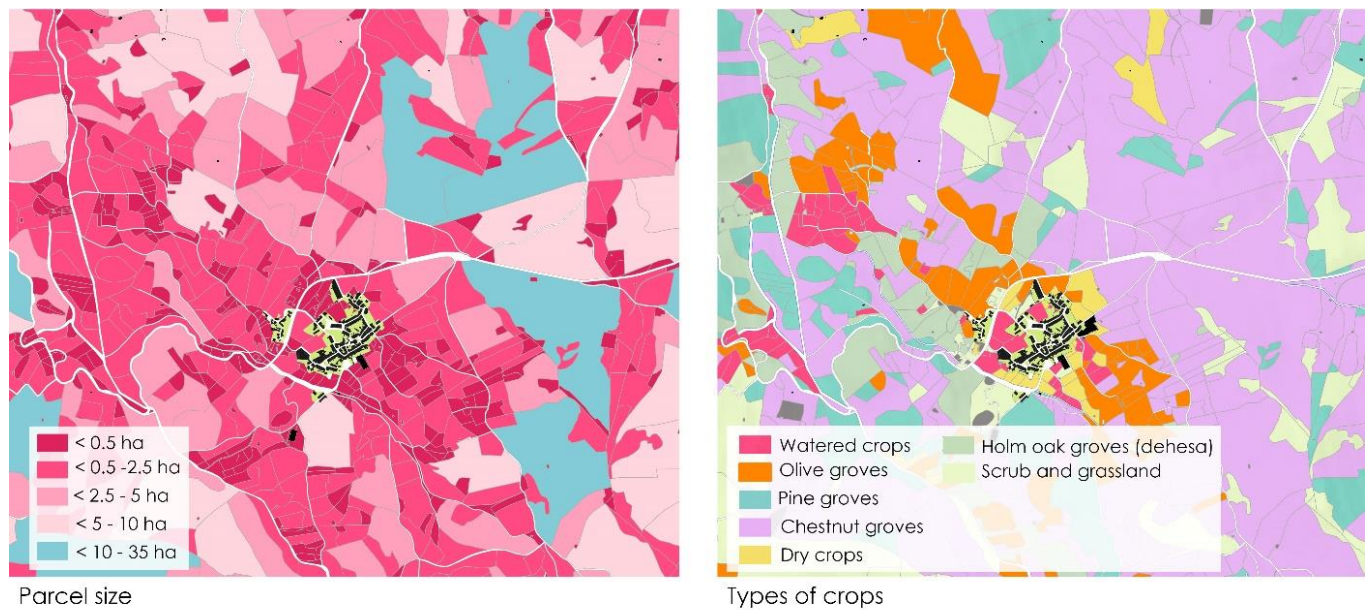 < 0.5 ha
< 0.5 -2.5 ha
< 2.5 - 5 ha
< 5 - 10 ha
< 10 - 35 ha
Parcel size
Watered crops
Olive groves
Pine groves
Chestnut groves
Dry crops
Holm oak groves (dehesa)
Scrub and grassland
Types of crops